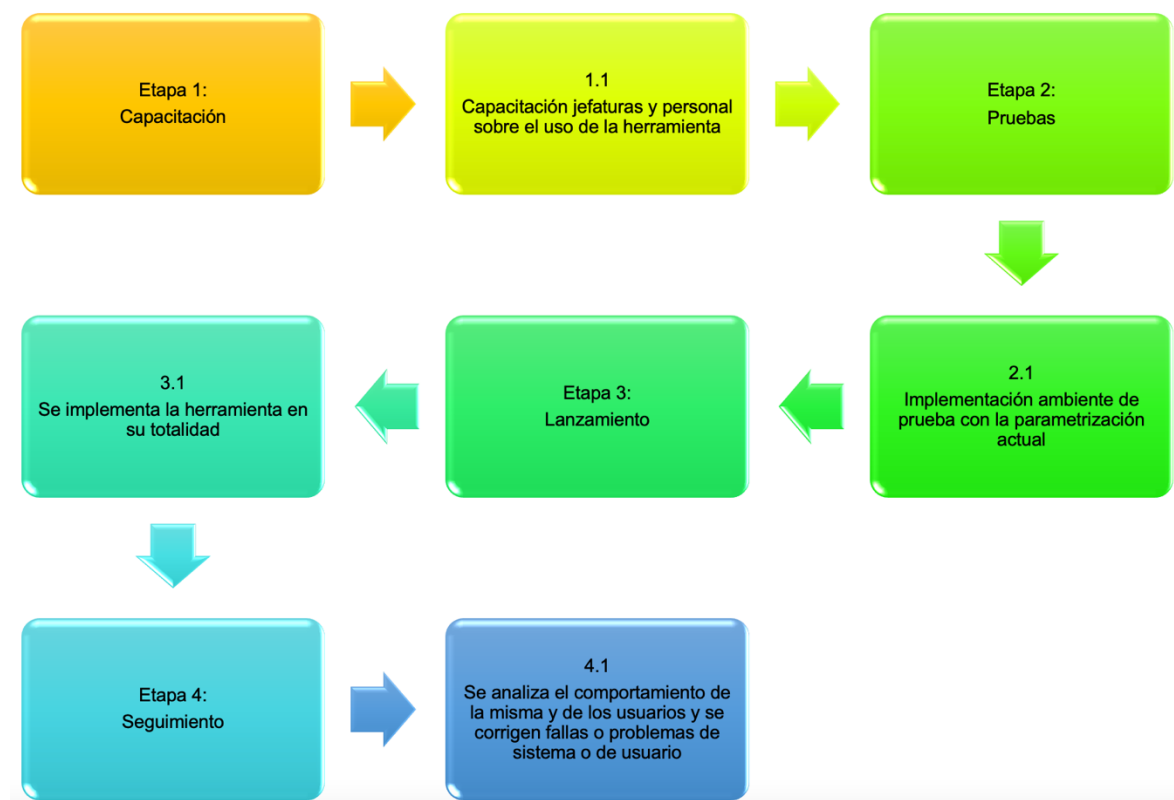 Etapa 1:
Capacitación
1.1
Capacitación jefaturas y personal
sobre el uso de la herramienta
Etapa 2:
Pruebas
2.1
Implementación ambiente de
prueba con la parametrización
actual
Etapa 3:
Lanzamiento
3.1
Se implementa la herramienta en
su totalidad
Etapa 4:
Seguimiento
4.1
Se analiza el comportamiento de
la misma y de los usuarios y se
corrigen fallas o problemas de
sistema o de usuario